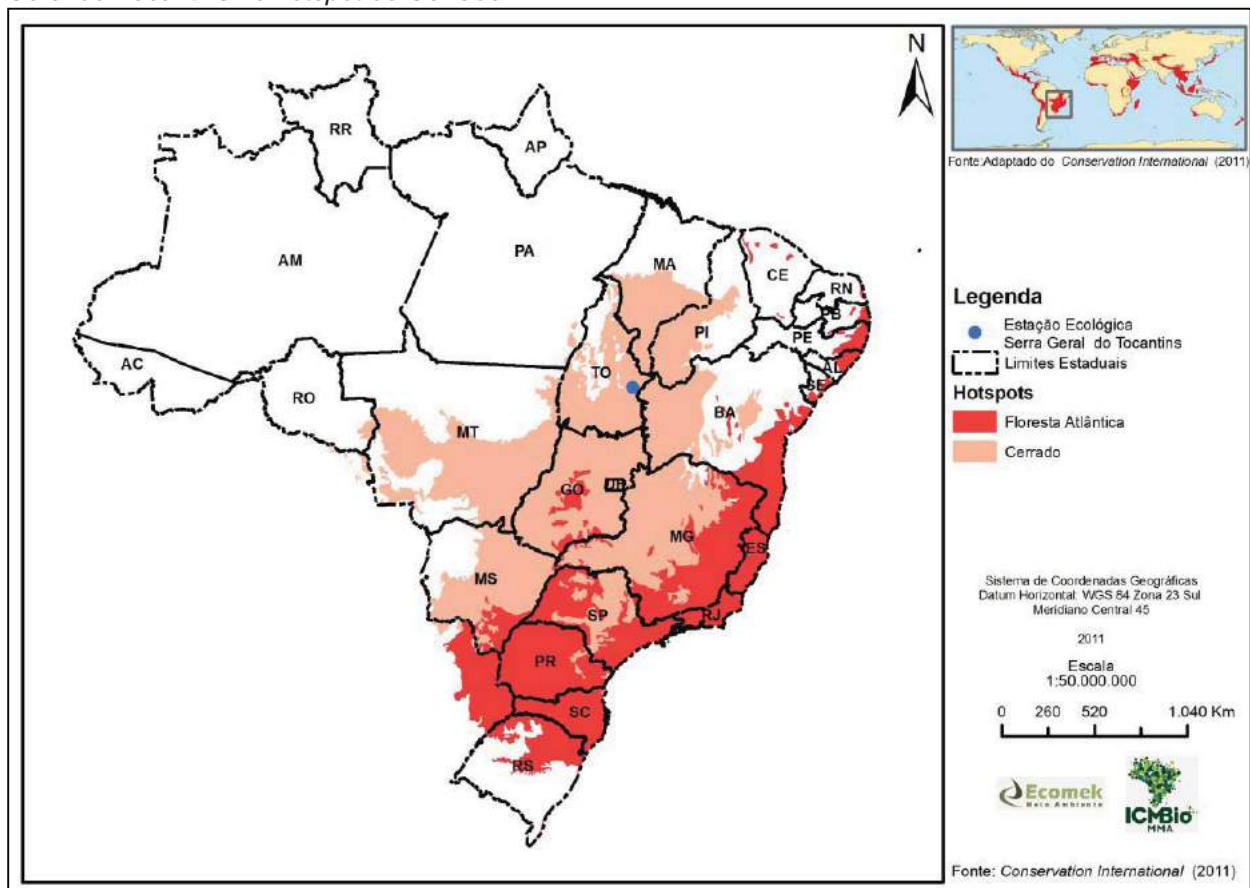 N
RR
AP
AM
PA
MA
CE
RN
PB
PI
PE
AC
AL
TO
SE
RO
BA
MT
GO
DF
MG
ES
MS
SP
RJ
PR
SC
RS
Fonte:Adaptado do Conservation International (2011)
Legenda
Estação Ecológica
Serra Geral do Tocantins
Limites Estaduais
Hotspots
Floresta Atlântica
Cerrado
Sistema de Coordenadas Geográficas
Datum Horizontal: WGS 84 Zona 23 Sul
Meridiano Central 45
2011
Escala
1:50.000.000
0 260 520 1.040 Km
Ecomek
Meio Ambiente
ICMBio
MMA
Fonte: Conservation International (2011)